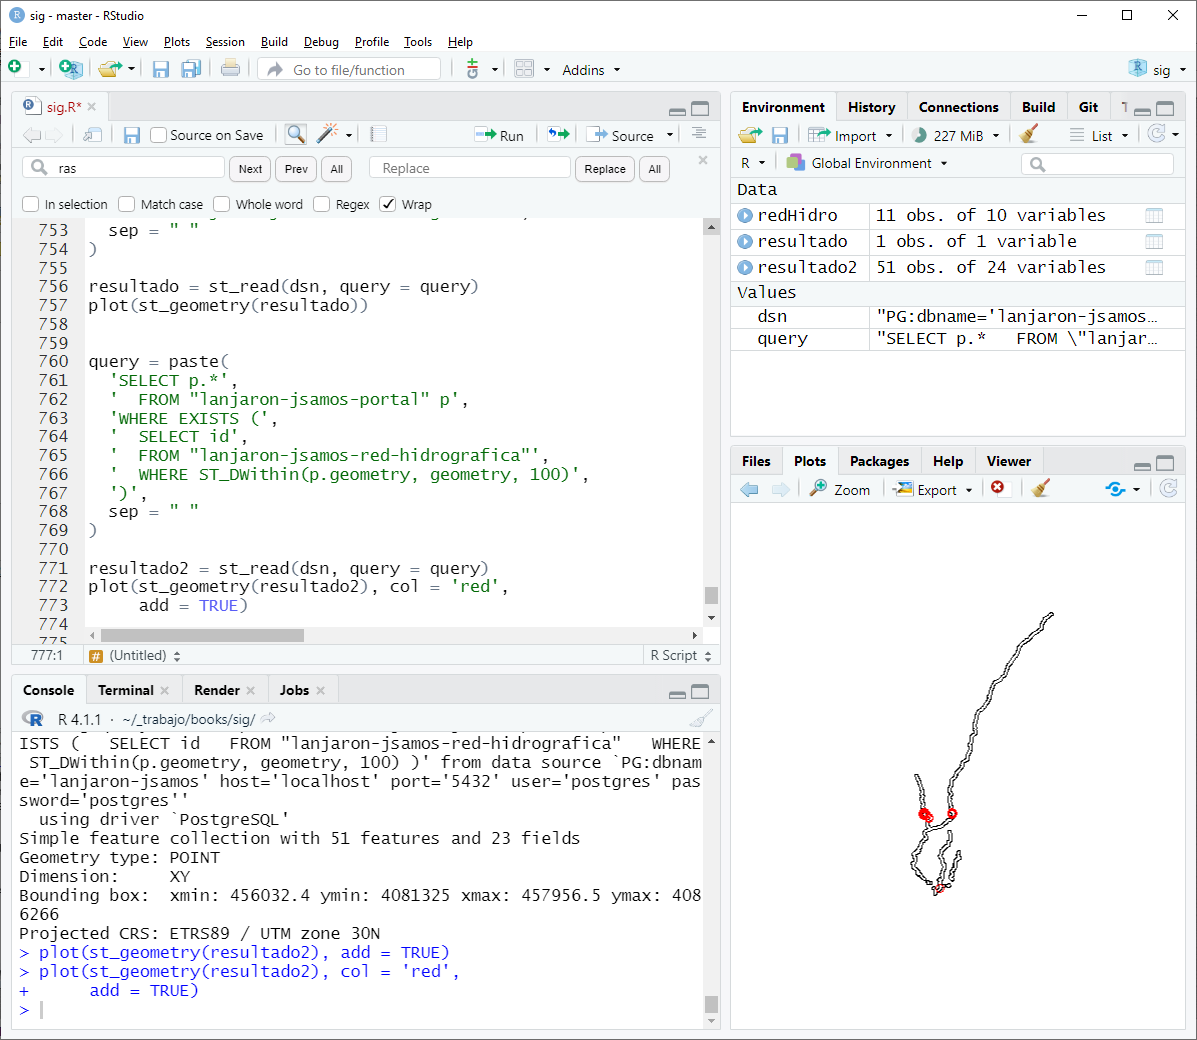 sig - master - RStudio
File Edit Code View Plots Session Build Debug Profile Tools Help
Go to file/function Addins sig
sig.R*
Source on Save Run Source
ras Next Prev All Replace Replace All
In selection Match case Whole word Regex Wrap
753 sep = " "
754 )
755
756 resultado = st_read(dsn, query = query)
757 plot(st_geometry(resultado))
758
759
760 query = paste(
761 'SELECT p.*',
762 '  FROM "lanjaron-jsamos-portal" p',
763 'WHERE EXISTS (',
764 '  SELECT id',
765 '  FROM "lanjaron-jsamos-red-hidrografica"',
766 '  WHERE ST_DWithin(p.geometry, geometry, 100)',
767 ')',
768 sep = " "
769 )
770
771 resultado2 = st_read(dsn, query = query)
772 plot(st_geometry(resultado2), col = 'red',
773 add = TRUE)
774
775
777:1 # (Untitled) R Script
Console Terminal Render Jobs
R 4.1.1 · ~/_trabajo/books/sig/
ISTS (   SELECT id   FROM "lanjaron-jsamos-red-hidrografica"   WHERE
ST_DWithin(p.geometry, geometry, 100) )' from data source `PG:dbnam
e='lanjaron-jsamos' host='localhost' port='5432' user='postgres' pas
sword='postgres''
using driver `PostgreSQL'
Simple feature collection with 51 features and 23 fields
Geometry type: POINT
Dimension:     XY
Bounding box:  xmin: 456032.4 ymin: 4081325 xmax: 457956.5 ymax: 408
6266
Projected CRS: ETRS89 / UTM zone 30N
> plot(st_geometry(resultado2), add = TRUE)
> plot(st_geometry(resultado2), col = 'red',
+      add = TRUE)
>
Environment History Connections Build Git T
Import 227 MiB List
R Global Environment
Data
redHidro 11 obs. of 10 variables
resultado 1 obs. of 1 variable
resultado2 51 obs. of 24 variables
Values
dsn "PG:dbname='lanjaron-jsamos…
query "SELECT p.*   FROM \"lanjar…
Files Plots Packages Help Viewer
Zoom Export